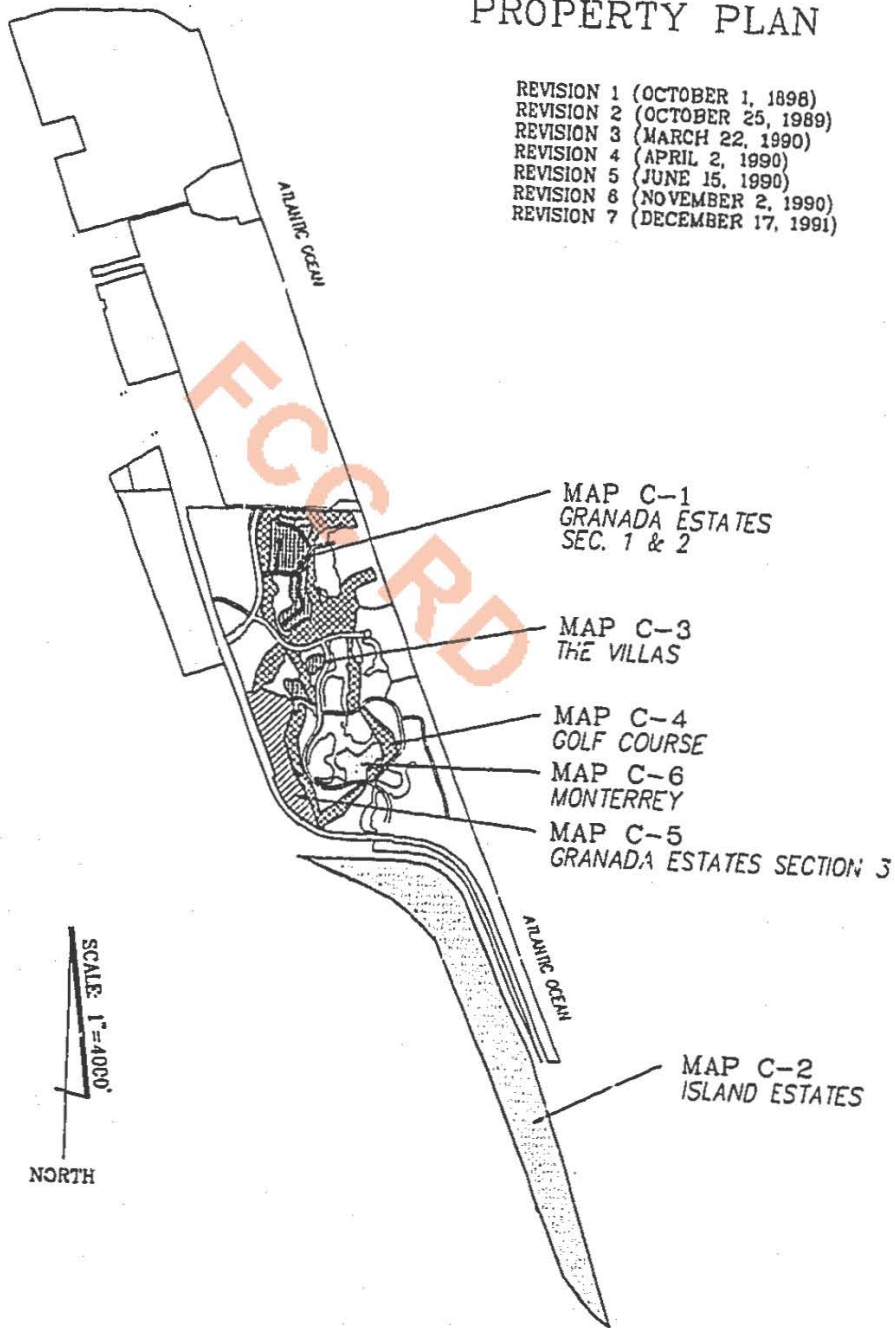 PROPERTY PLAN
REVISION 1 (OCTOBER 1, 1898)
REVISION 2 (OCTOBER 25, 1989)
REVISION 3 (MARCH 22, 1990)
REVISION 4 (APRIL 2, 1990)
REVISION 5 (JUNE 15, 1990)
REVISION 6 (NOVEMBER 2, 1990)
REVISION 7 (DECEMBER 17, 1991)
ATLANTIC OCEAN
FCC RD
MAP C-1
GRANADA ESTATES
SEC. 1 & 2
MAP C-3
THE VILLAS
MAP C-4
GOLF COURSE
MAP C-6
MONTERREY
MAP C-5
GRANADA ESTATES SECTION 3
ATLANTIC OCEAN
SCALE: 1"=4000'
MAP C-2
ISLAND ESTATES
NORTH